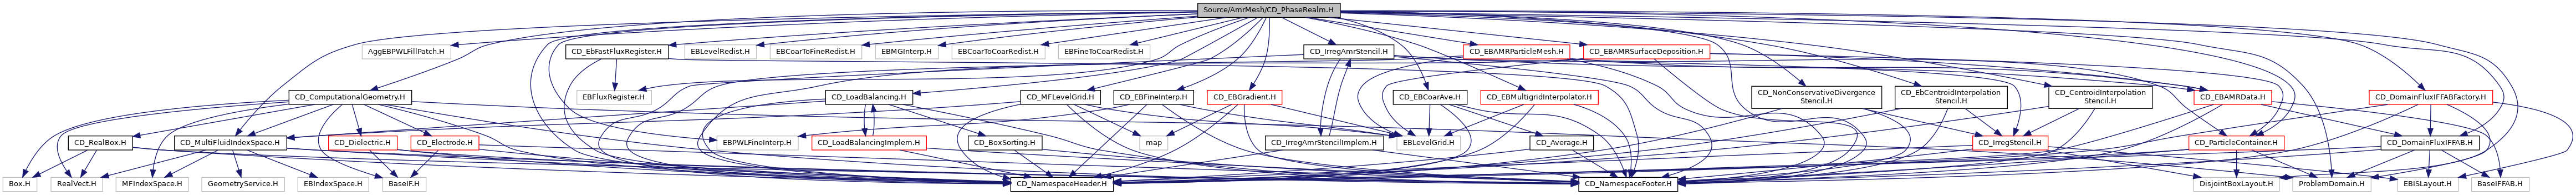 Source/AmrMesh/CD_PhaseRealm.H
AggEBPWLFillPatch.H
CD_EbFastFluxRegister.H
EBLevelRedist.H
EBCoarToFineRedist.H
EBMGInterp.H
EBCoarToCoarRedist.H
EBFineToCoarRedist.H
CD_IrregAmrStencil.H
CD_EBAMRParticleMesh.H
CD_EBAMRSurfaceDeposition.H
CD_ComputationalGeometry.H
EBFluxRegister.H
CD_LoadBalancing.H
CD_MFLevelGrid.H
CD_EBFineInterp.H
CD_EBGradient.H
CD_EBCoarAve.H
CD_EBMultigridInterpolator.H
CD_NonConservativeDivergence
Stencil.H
CD_EbCentroidInterpolation
Stencil.H
CD_CentroidInterpolation
Stencil.H
CD_EBAMRData.H
CD_DomainFluxIFFABFactory.H
CD_RealBox.H
CD_MultiFluidIndexSpace.H
CD_Dielectric.H
CD_Electrode.H
EBPWLFineInterp.H
CD_LoadBalancingImplem.H
CD_BoxSorting.H
map
CD_IrregAmrStencilImplem.H
EBLevelGrid.H
CD_Average.H
CD_IrregStencil.H
CD_ParticleContainer.H
CD_DomainFluxIFFAB.H
Box.H
RealVect.H
MFIndexSpace.H
GeometryService.H
EBIndexSpace.H
BaseIF.H
CD_NamespaceHeader.H
CD_NamespaceFooter.H
DisjointBoxLayout.H
ProblemDomain.H
EBISLayout.H
BaseIFFAB.H